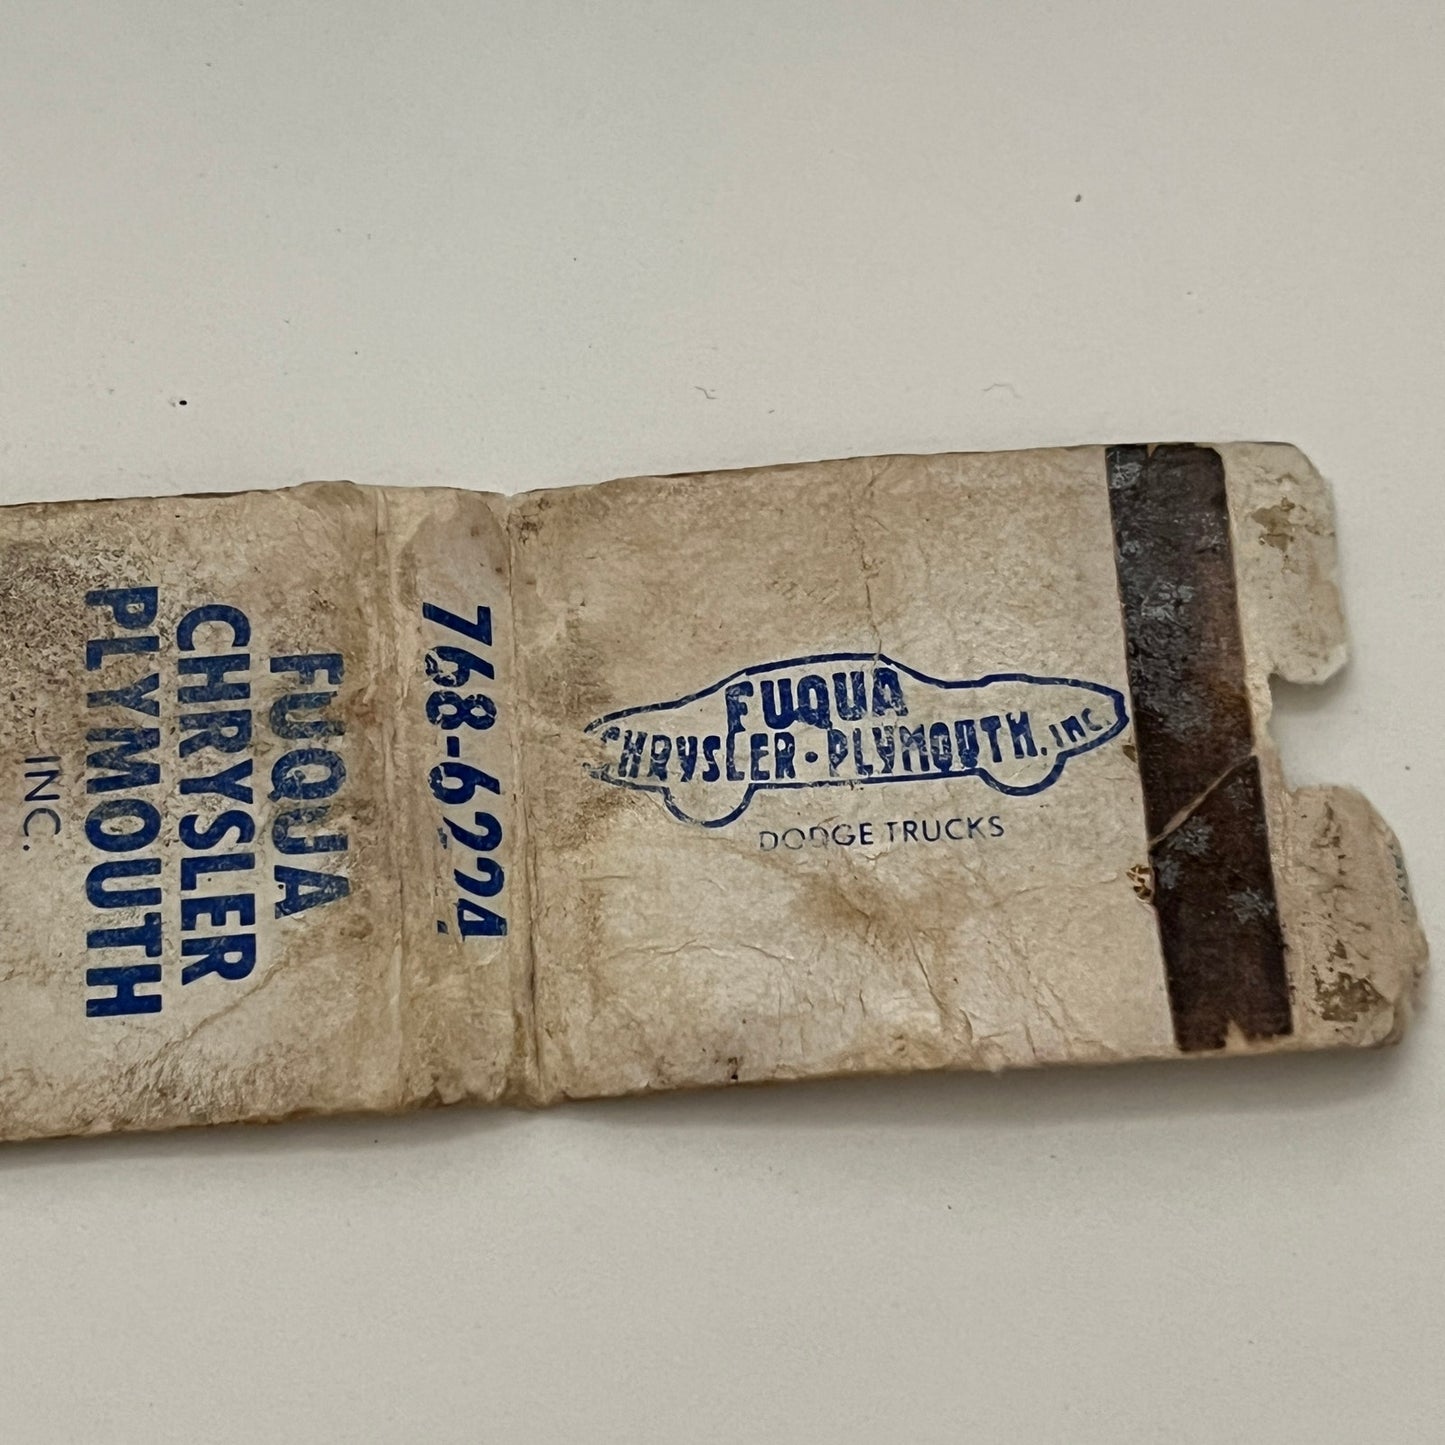 FUQUA
CHRYSLER
PLYMOUTH
INC.
768-6224
FUQUA
CHRYSLER·PLYMOUTH, INC.
DODGE TRUCKS